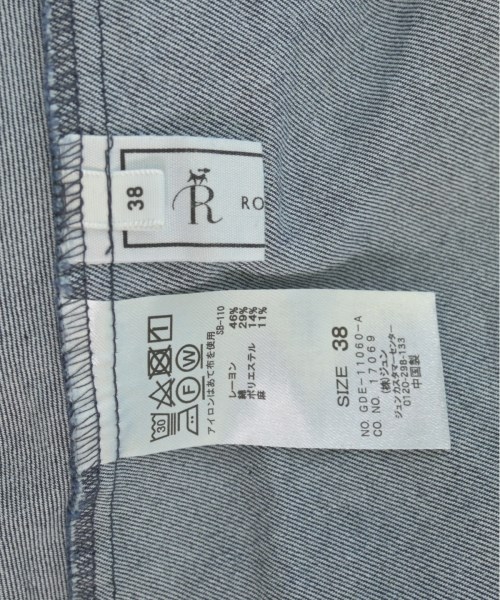 38
R
RO
30
F
W
アイロンはあて布を使用
SB-110
レーヨン 46%
綿 29%
ポリエステル 14%
麻 11%
SIZE 38
NO. GDE-11060-A
CO. NO. 17069
(株)ジュン
ジュンカスタマーセンター
0120-298-133
中国製